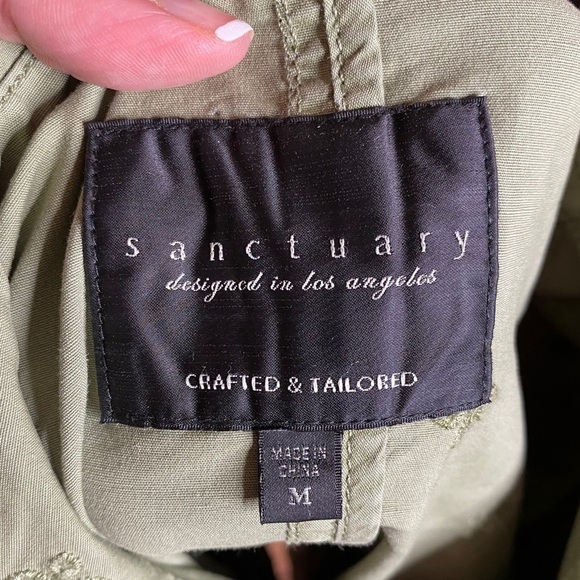 sanctuary
designed in los angeles
CRAFTED & TAILORED
MADE IN
CHINA
M